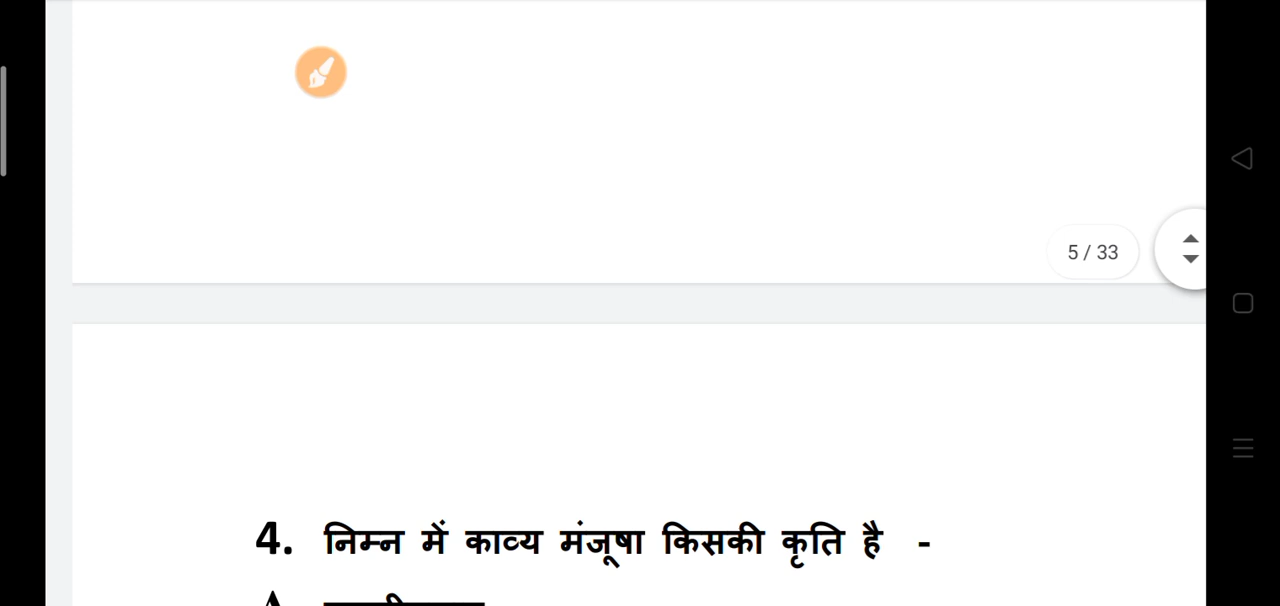 5 / 33
4. निम्न में काव्य मंजूषा किसकी कृति है -